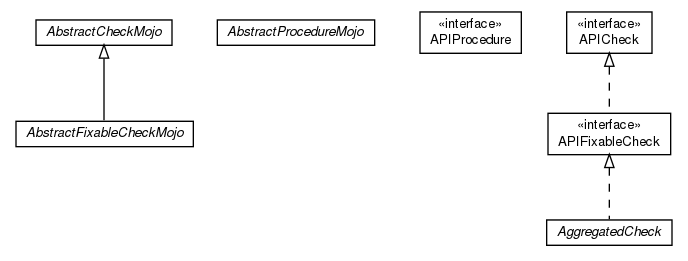 AbstractCheckMojo
AbstractProcedureMojo
«interface»
APIProcedure
«interface»
APICheck
AbstractFixableCheckMojo
«interface»
APIFixableCheck
AggregatedCheck